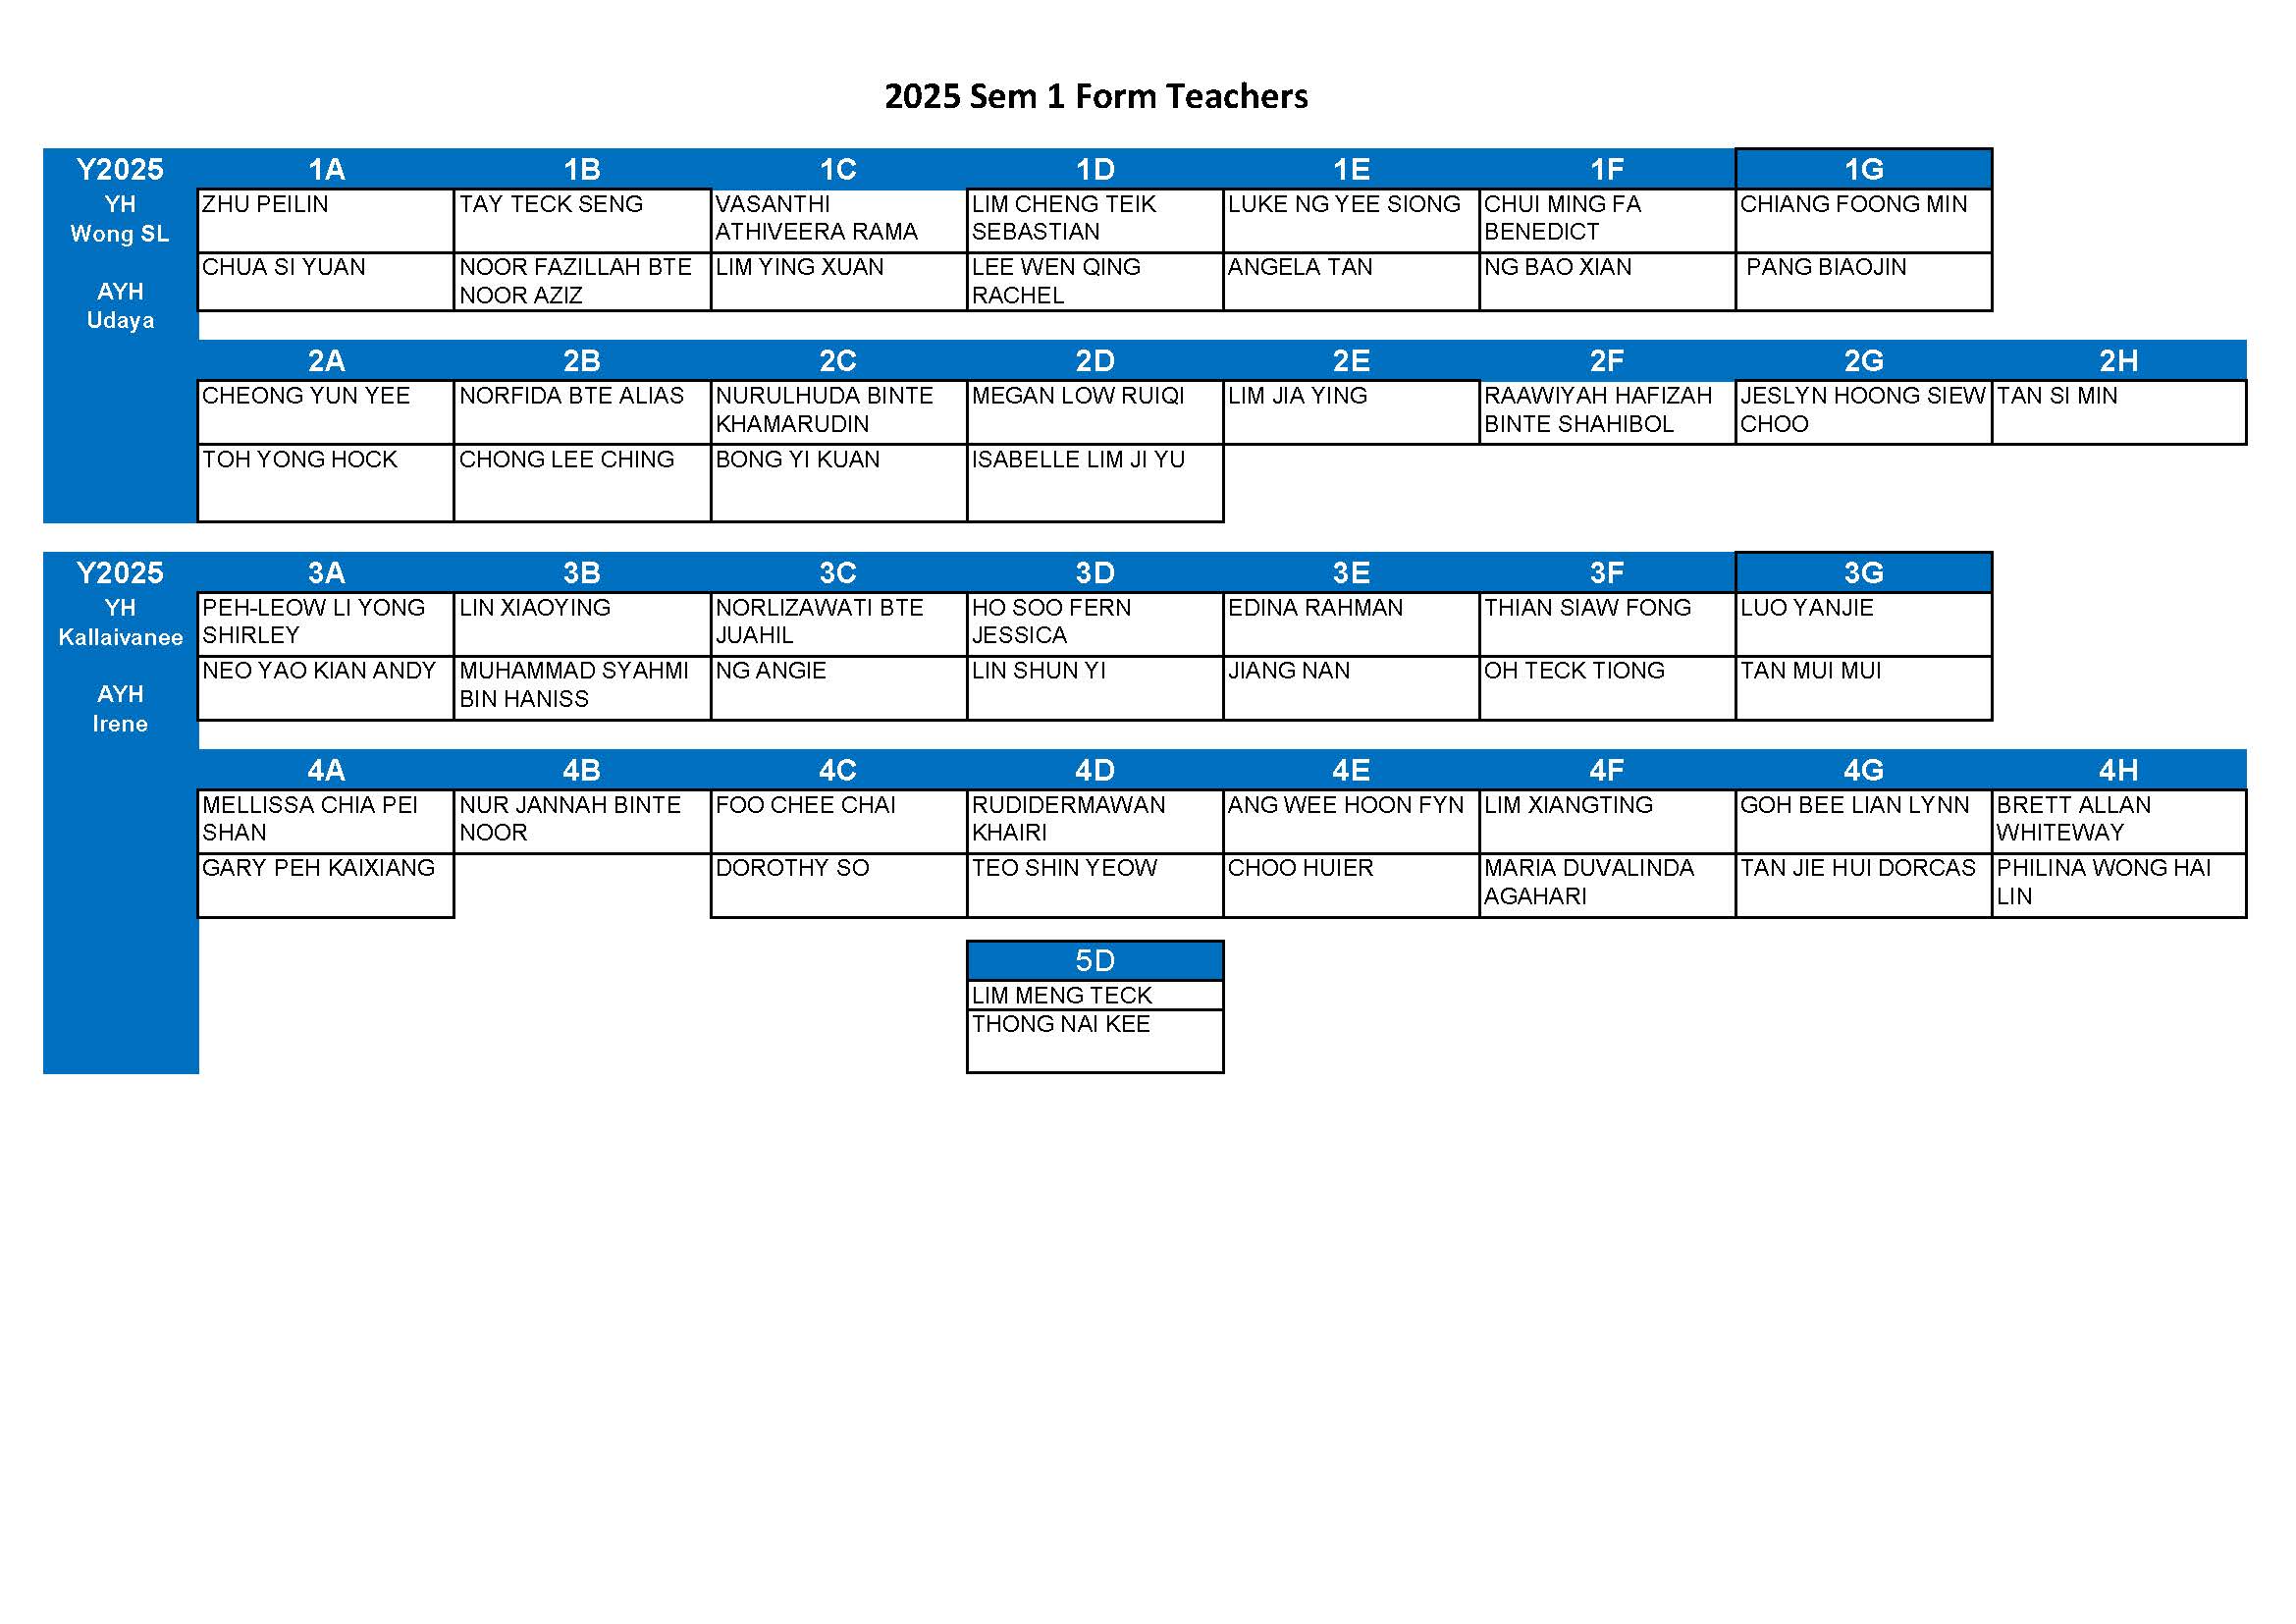 2025 Sem 1 Form Teachers
Y2025 1A 1B 1C 1D 1E 1F 1G
YH
Wong SL
AYH
Udaya
ZHU PEILIN
TAY TECK SENG
VASANTHI
ATHIVEERA RAMA
LIM CHENG TEIK
SEBASTIAN
LUKE NG YEE SIONG
CHUI MING FA
BENEDICT
CHIANG FOONG MIN
CHUA SI YUAN
NOOR FAZILLAH BTE
NOOR AZIZ
LIM YING XUAN
LEE WEN QING
RACHEL
ANGELA TAN
NG BAO XIAN
PANG BIAOJIN
2A 2B 2C 2D 2E 2F 2G 2H
CHEONG YUN YEE
NORFIDA BTE ALIAS
NURULHUDA BINTE
KHAMARUDIN
MEGAN LOW RUIQI
LIM JIA YING
RAAWIYAH HAFIZAH
BINTE SHAHIBOL
JESLYN HOONG SIEW
CHOO
TAN SI MIN
TOH YONG HOCK
CHONG LEE CHING
BONG YI KUAN
ISABELLE LIM JI YU
Y2025 3A 3B 3C 3D 3E 3F 3G
YH
Kallaivanee
AYH
Irene
PEH-LEOW LI YONG
SHIRLEY
LIN XIAOYING
NORLIZAWATI BTE
JUAHIL
HO SOO FERN
JESSICA
EDINA RAHMAN
THIAN SIAW FONG
LUO YANJIE
NEO YAO KIAN ANDY
MUHAMMAD SYAHMI
BIN HANISS
NG ANGIE
LIN SHUN YI
JIANG NAN
OH TECK TIONG
TAN MUI MUI
4A 4B 4C 4D 4E 4F 4G 4H
MELLISSA CHIA PEI
SHAN
NUR JANNAH BINTE
NOOR
FOO CHEE CHAI
RUDIDERMAWAN
KHAIRI
ANG WEE HOON FYN
LIM XIANGTING
GOH BEE LIAN LYNN
BRETT ALLAN
WHITEWAY
GARY PEH KAIXIANG
DOROTHY SO
TEO SHIN YEOW
CHOO HUIER
MARIA DUVALINDA
AGAHARI
TAN JIE HUI DORCAS
PHILINA WONG HAI
LIN
5D
LIM MENG TECK
THONG NAI KEE